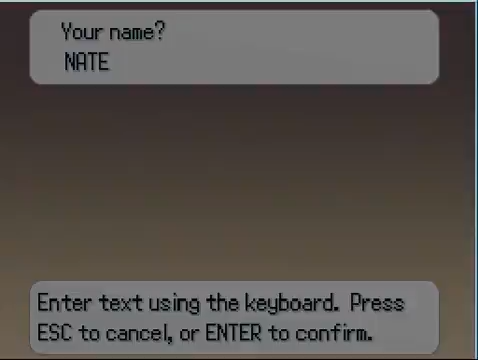 Your name?
NATE
Enter text using the keyboard. Press
ESC to cancel, or ENTER to confirm.